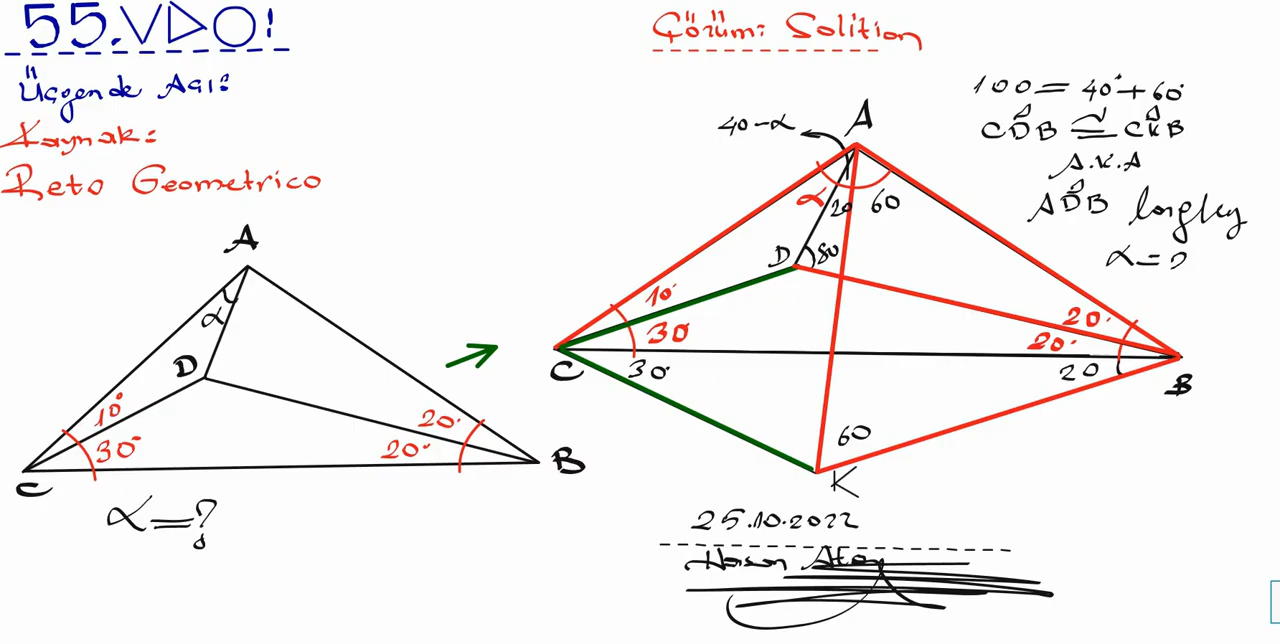 55.VDO!
Üçgende Açı:
Kaynak:
Reto Geometrico
A
α
D
10°
30°
20°
20°
C
B
α=?
Çözüm: Solition
100=40°+60°
CDB ≅ CKB
A.K.A
ADB
α=?
40-α
A
α
20
60
D
80
10°
30°
30°
20°
20°
20
C
B
60
K
25.10.2022